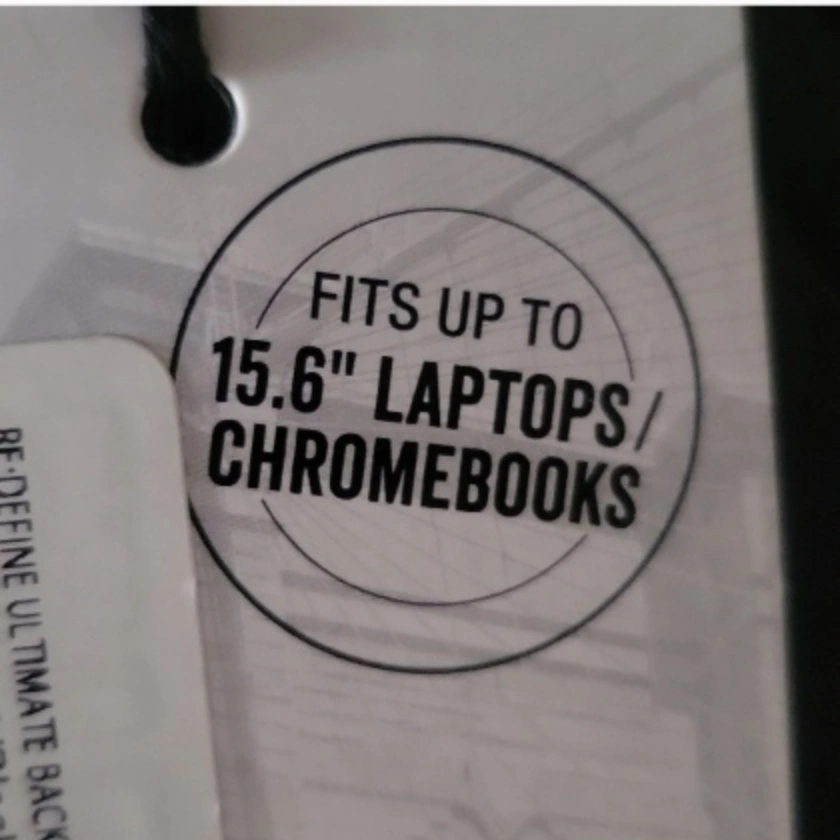 FITS UP TO
15.6" LAPTOPS/
CHROMEBOOKS
RE·DEFINE ULTIMATE BACK